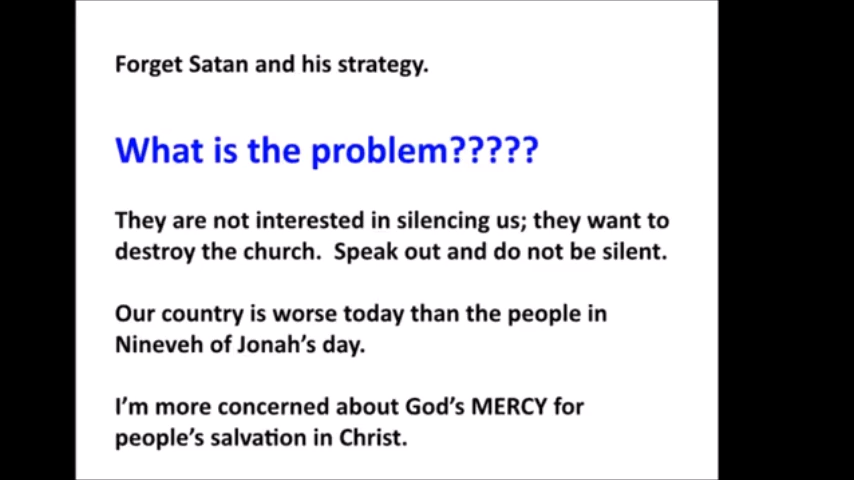 Forget Satan and his strategy.
What is the problem?????
They are not interested in silencing us; they want to
destroy the church.  Speak out and do not be silent.
Our country is worse today than the people in
Nineveh of Jonah’s day.
I’m more concerned about God’s MERCY for
people’s salvation in Christ.